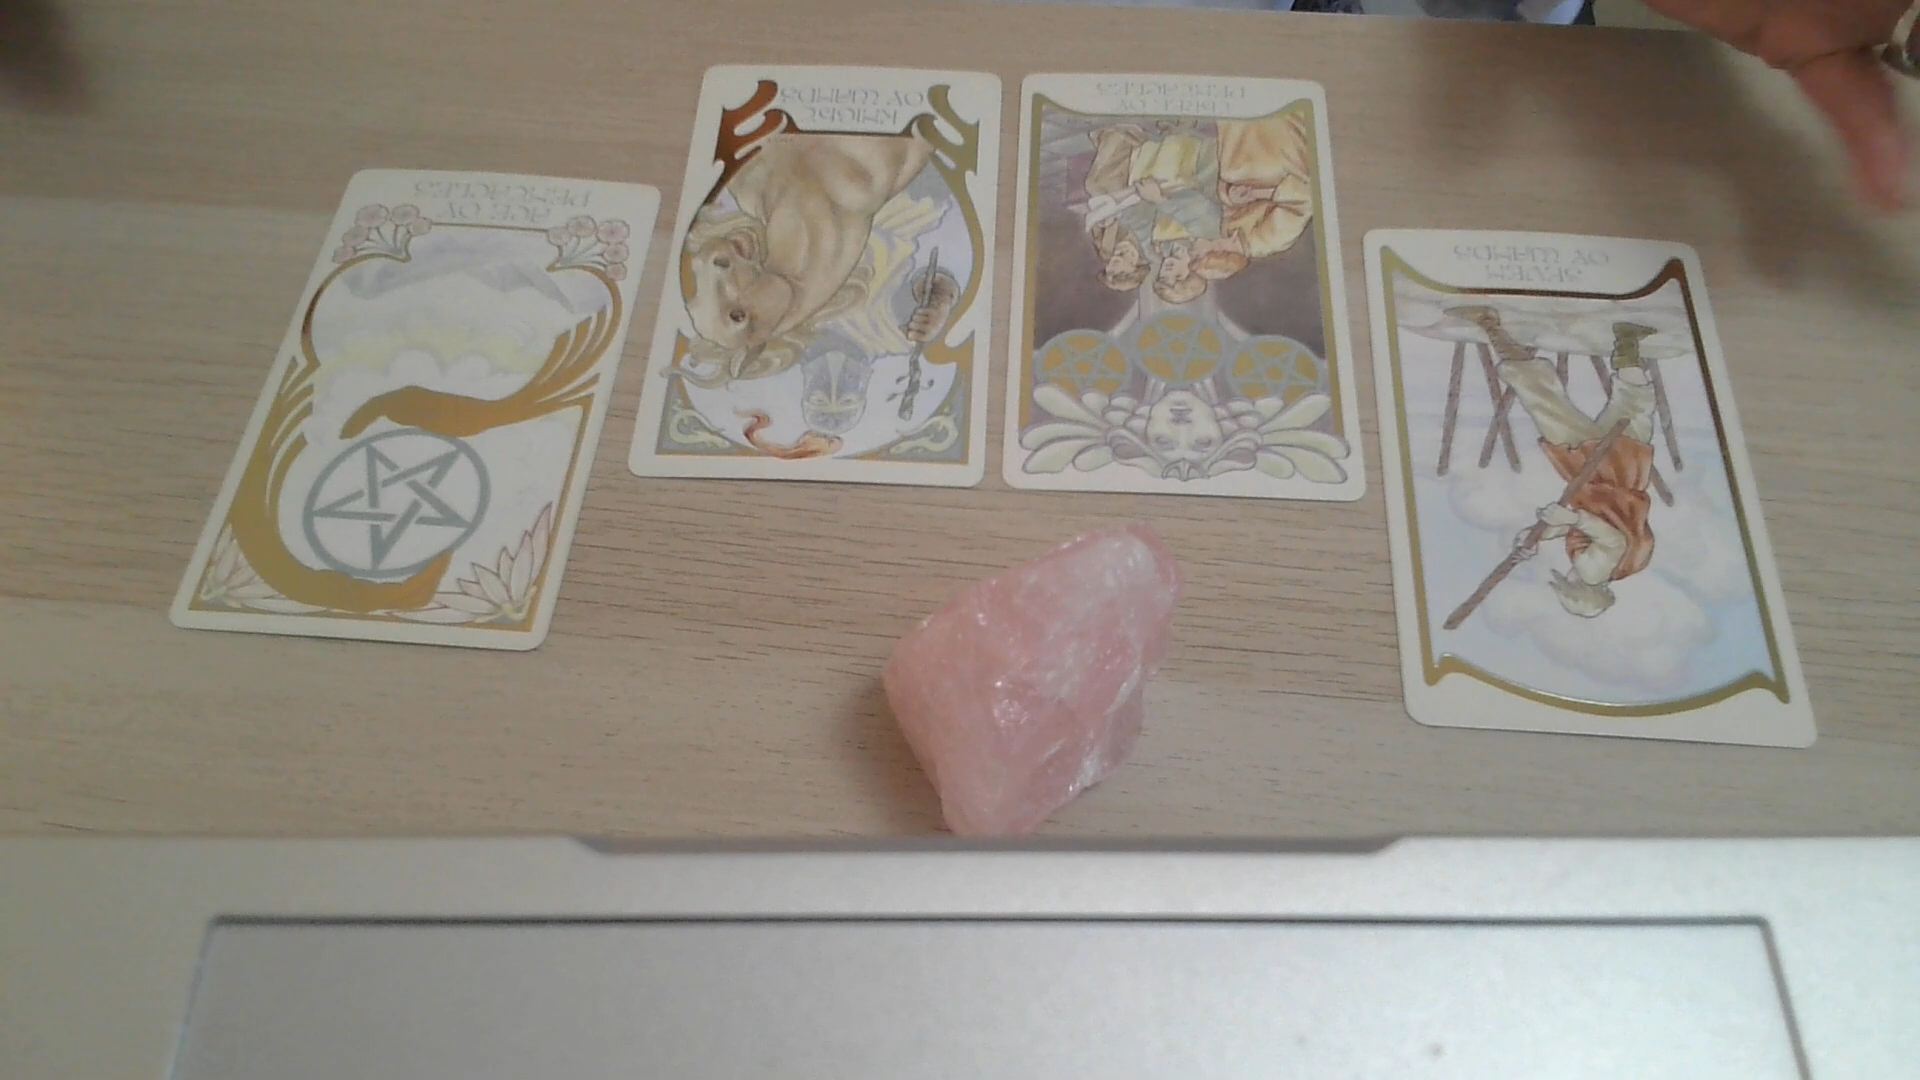 ACE OF
PENTACLES
KNIGHT
OF WANDS
THREE OF
PENTACLES
SEVEN
OF WANDS